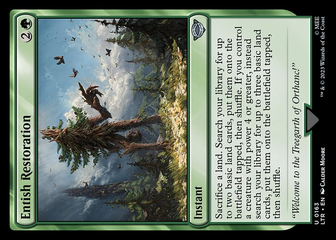 Entish Restoration 2
Instant
Sacrifice a land. Search your library for up
to two basic land cards, put them onto the
battlefield tapped, then shuffle. If you control
a creature with power 4 or greater, instead
search your library for up to three basic land
cards, put them onto the battlefield tapped,
then shuffle.
"Welcome to the Treegarth of Orthanc!"
U 0163
LTR • EN CALDER MOORE
™ & © 2023 Wizards of the Coast
© MEE